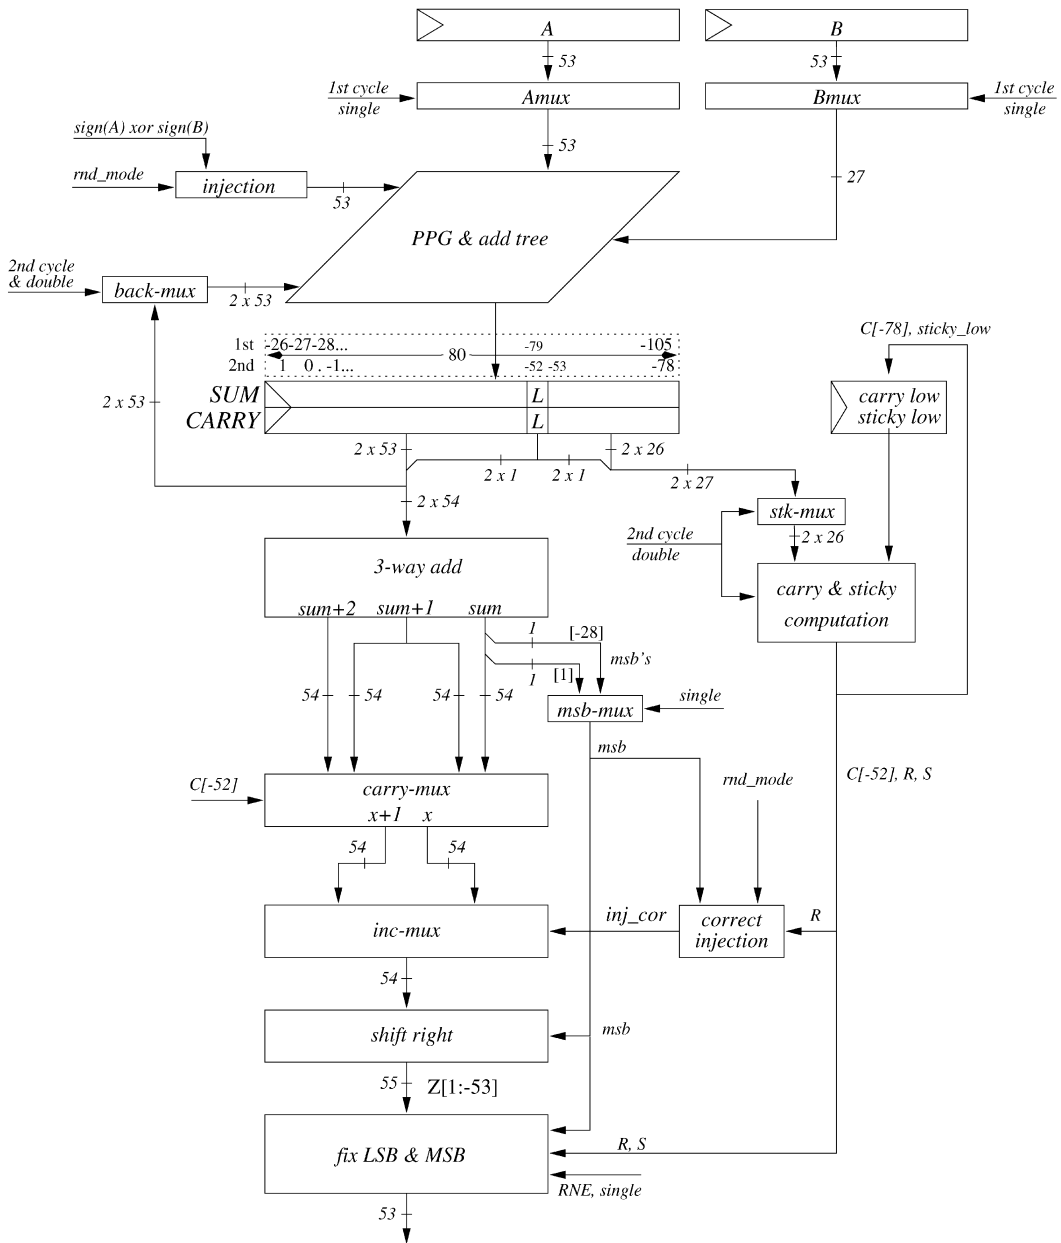 A
B
53
53
1st cycle
single
Amux
Bmux
1st cycle
single
sign(A) xor sign(B)
53
rnd_mode
injection
53
27
PPG & add tree
2nd cycle
& double
back-mux
2 x 53
C[-78], sticky_low
1st
-26-27-28...
-79
-105
80
2nd
1 0 . -1...
-52 -53
-78
SUM
L
carry low
2 x 53
CARRY
L
sticky low
2 x 53
2 x 1
2 x 1
2 x 26
2 x 27
2 x 54
stk-mux
2nd cycle
double
2 x 26
3-way add
carry & sticky
computation
sum+2 sum+1 sum
1
[-28]
msb's
1
[1]
54
54
54
54
msb-mux
single
msb
C[-52]
carry-mux
x+1 x
rnd_mode
C[-52], R, S
54
54
inc-mux
inj_cor
correct
injection
R
54
shift right
msb
55
Z[1:-53]
fix LSB & MSB
R, S
RNE, single
53